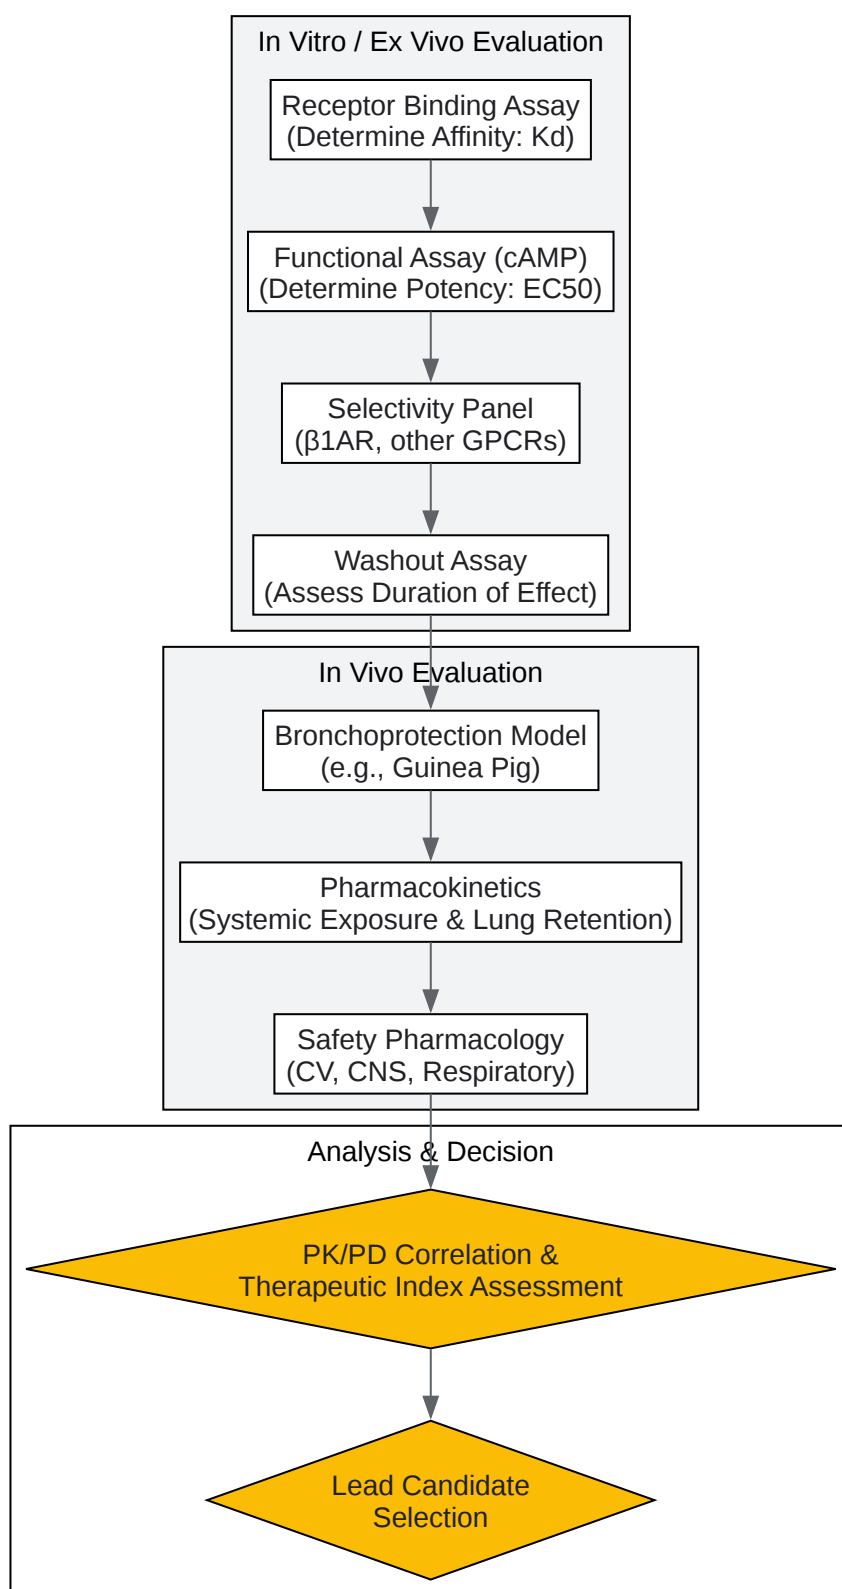 In Vitro / Ex Vivo Evaluation
Receptor Binding Assay
(Determine Affinity: Kd)
Functional Assay (cAMP)
(Determine Potency: EC50)
Selectivity Panel
(β1AR, other GPCRs)
Washout Assay
(Assess Duration of Effect)
In Vivo Evaluation
Bronchoprotection Model
(e.g., Guinea Pig)
Pharmacokinetics
(Systemic Exposure & Lung Retention)
Safety Pharmacology
(CV, CNS, Respiratory)
Analysis & Decision
PK/PD Correlation &
Therapeutic Index Assessment
Lead Candidate
Selection